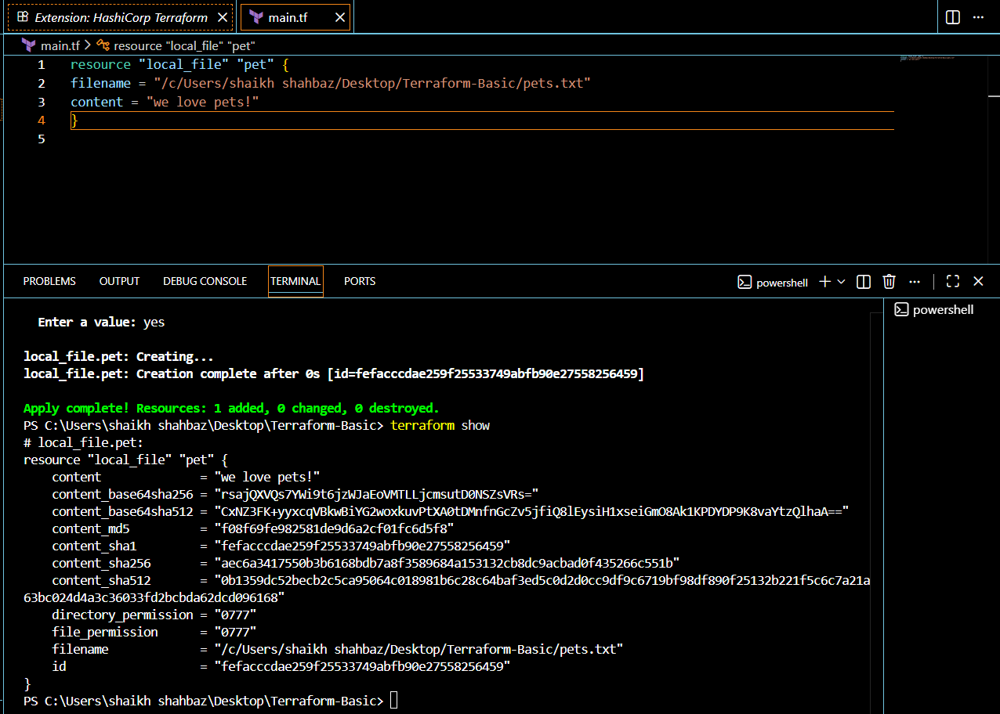 Extension: HashiCorp Terraform
main.tf
main.tf > resource "local_file" "pet"
1 resource "local_file" "pet" {
2 filename = "/c/Users/shaikh shahbaz/Desktop/Terraform-Basic/pets.txt"
3 content = "we love pets!"
4 }
5
PROBLEMS OUTPUT DEBUG CONSOLE TERMINAL PORTS
powershell
powershell
Enter a value: yes
local_file.pet: Creating...
local_file.pet: Creation complete after 0s [id=fefacccdae259f25533749abfb90e27558256459]
Apply complete! Resources: 1 added, 0 changed, 0 destroyed.
PS C:\Users\shaikh shahbaz\Desktop\Terraform-Basic> terraform show
# local_file.pet:
resource "local_file" "pet" {
    content              = "we love pets!"
    content_base64sha256 = "rsajQXVQs7YWi9t6jzWJaEoVMTLLjcmsutD0NSZsVRs="
    content_base64sha512 = "CxNZ3FK+yyxcqVBkwBiYG2woxkuvPtXA0tDMnfnGcZv5jfiQ8lEysiH1xseiGmO8Ak1KPDYDP9K8vaYtzQlhaA=="
    content_md5          = "f08f69fe982581de9d6a2cf01fc6d5f8"
    content_sha1         = "fefacccdae259f25533749abfb90e27558256459"
    content_sha256       = "aec6a3417550b3b6168bdb7a8f3589684a153132cb8dc9acbad0f435266c551b"
    content_sha512       = "0b1359dc52becb2c5ca95064c018981b6c28c64baf3ed5c0d2d0cc9df9c6719bf98df890f25132b221f5c6c7a21a
63bc024d4a3c36033fd2bcbda62dcd096168"
    directory_permission = "0777"
    file_permission      = "0777"
    filename             = "/c/Users/shaikh shahbaz/Desktop/Terraform-Basic/pets.txt"
    id                   = "fefacccdae259f25533749abfb90e27558256459"
}
PS C:\Users\shaikh shahbaz\Desktop\Terraform-Basic>